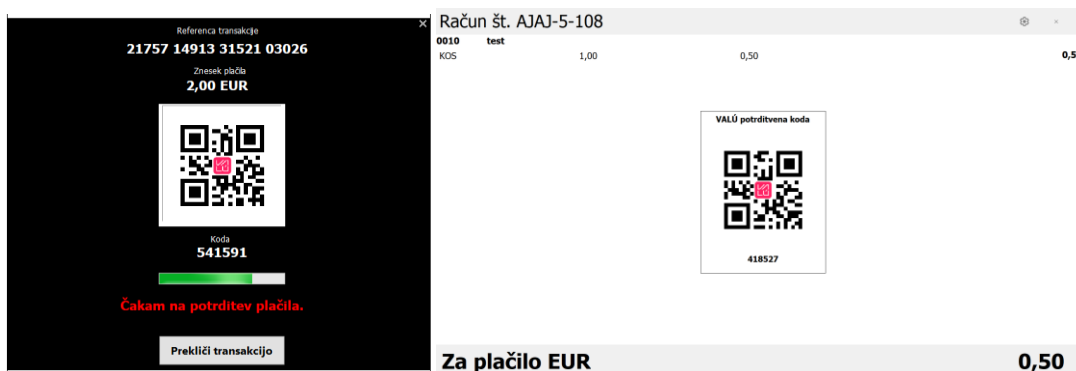 Referenca transakcije
21757 14913 31521 03026
Znesek plačila
2,00 EUR
Koda
541591
Čakam na potrditev plačila.
Prekliči transakcijo
Račun št. AJAJ-5-108
0010 test
KOS 1,00 0,50 0,5
VALÚ potrditvena koda
418527
Za plačilo EUR 0,50